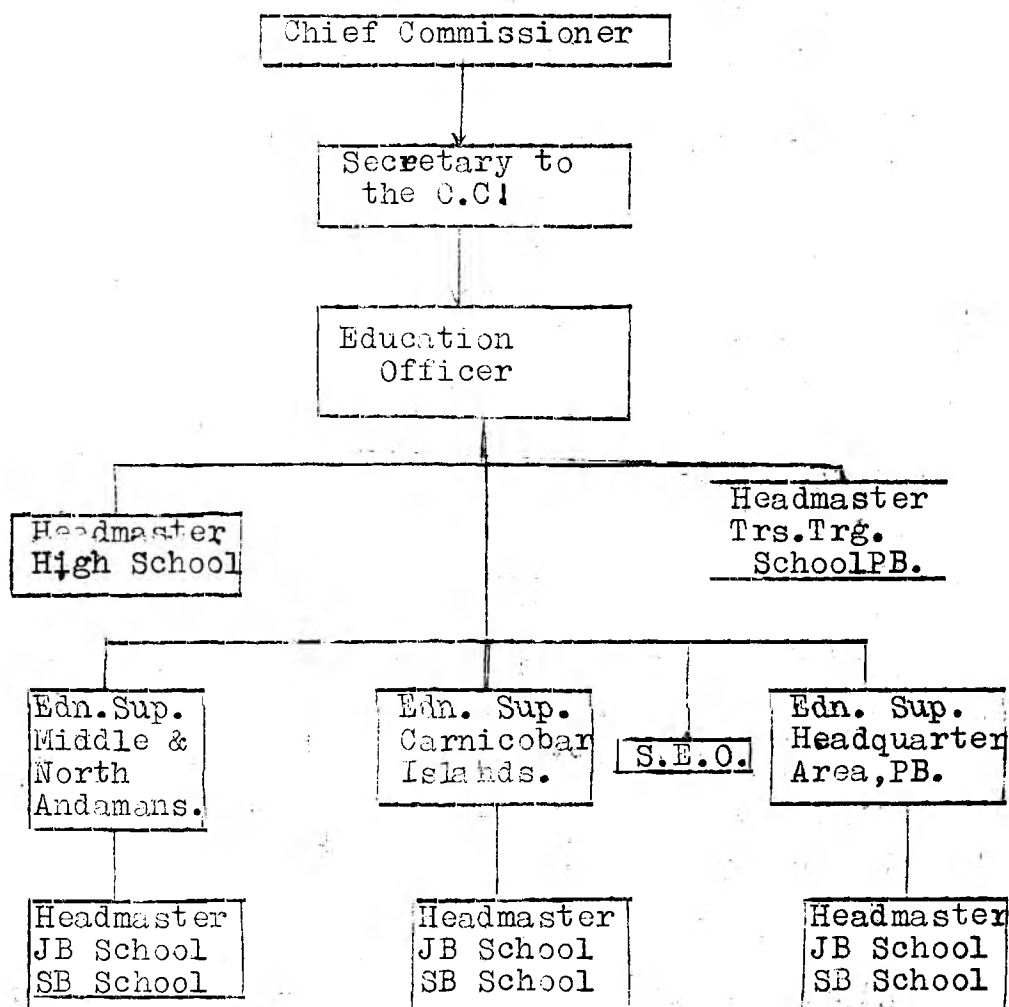 Chief Commissioner
Secretary to
the C.C!
Education
Officer
Headmaster
High School
Headmaster
Trs.Trg.
SchoolPB.
Edn.Sup.
Middle &
North
Andamans.
Edn. Sup.
Carnicobar
Islands.
S.E.O.
Edn. Sup.
Headquarter
Area,PB.
Headmaster
JB School
SB School
Headmaster
JB School
SB School
Headmaster
JB School
SB School